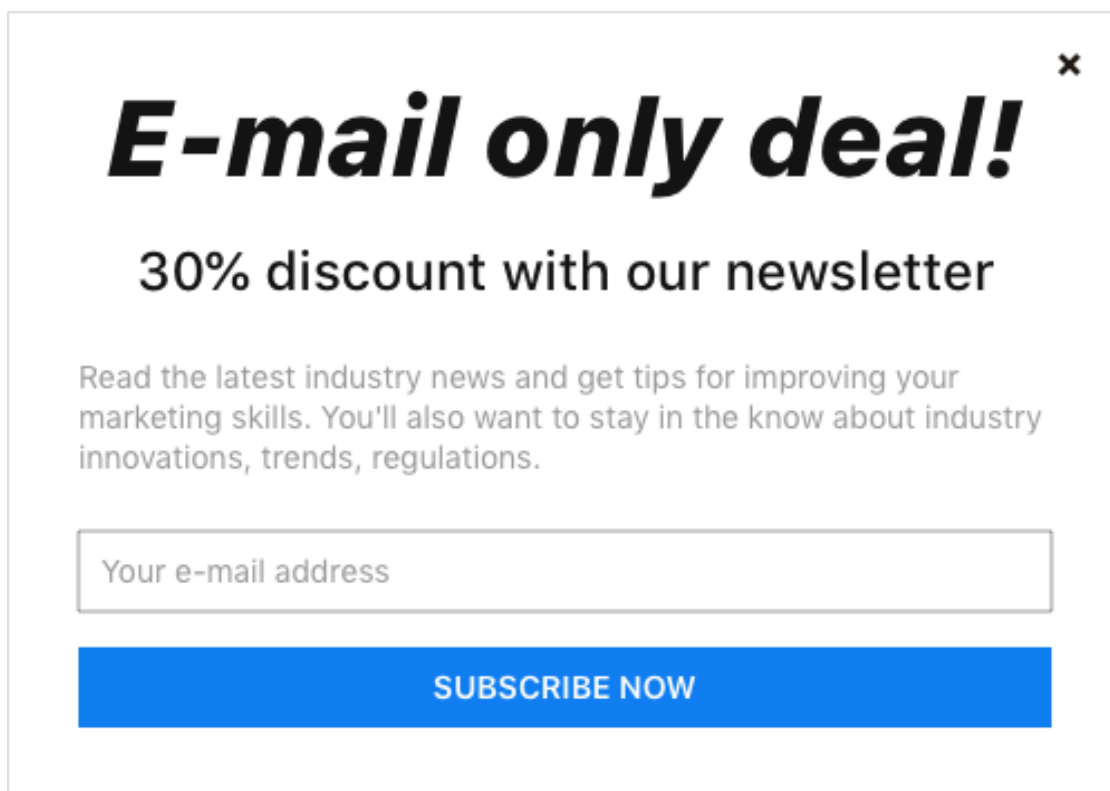 E-mail only deal!
30% discount with our newsletter
Read the latest industry news and get tips for improving your
marketing skills. You'll also want to stay in the know about industry
innovations, trends, regulations.
Your e-mail address
SUBSCRIBE NOW